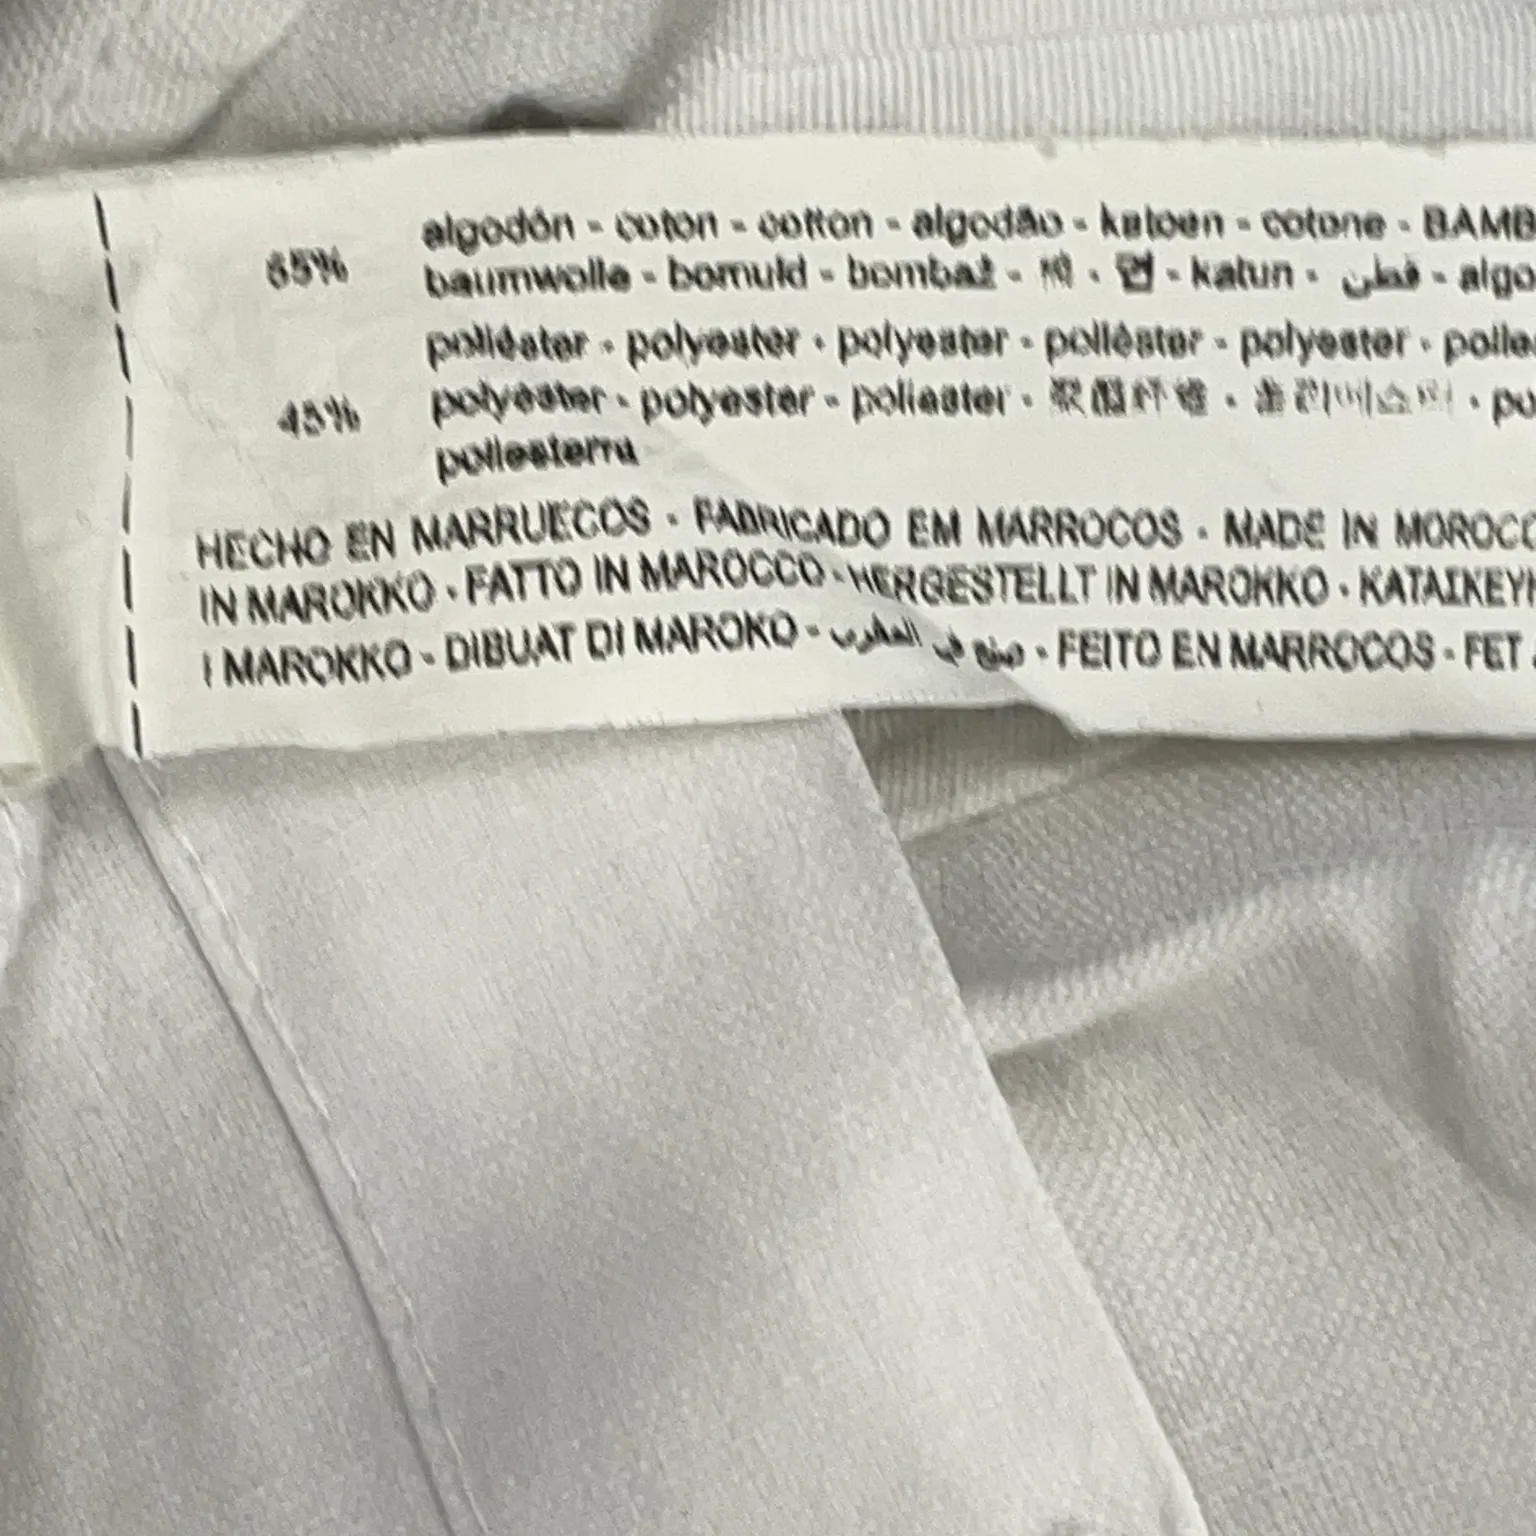 55% algodón - coton - cotton - algodão - katoen - cotone - BAMB
baumwolle - bomuld - bombaž - 棉 - 면 - katun - قطن - algo
poliéster - polyester - polyester - poliéster - polyester - polie
45% polyester - polyester - poliester - 聚酯纤维 - 폴리에스터 - po
poliesterra
HECHO EN MARRUECOS - FABRICADO EM MARROCOS - MADE IN MOROCC
IN MAROKKO - FATTO IN MAROCCO - HERGESTELLT IN MAROKKO - ΚΑΤΑΣΚΕΥΗ
I MAROKKO - DIBUAT DI MAROKO - صنع في المغرب - FEITO EN MARROCOS - FET